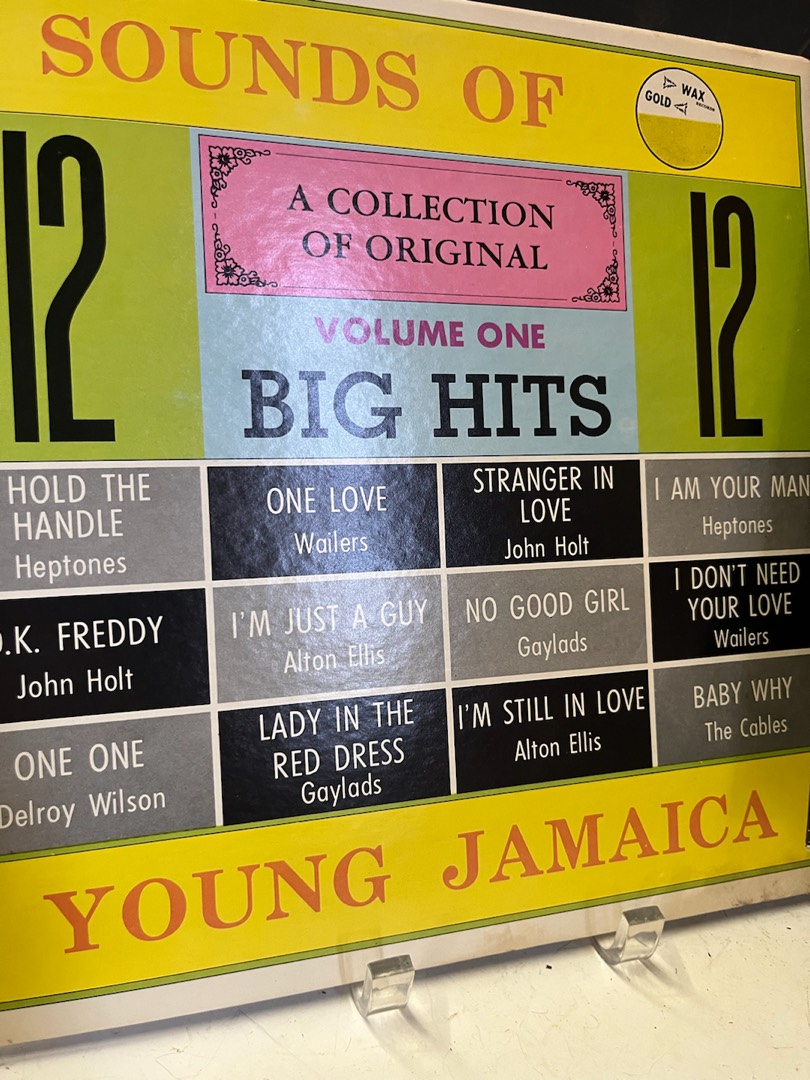 SOUNDS OF
GOLD WAX
RECORDS
12
12
A COLLECTION
OF ORIGINAL
VOLUME ONE
BIG HITS
HOLD THE
HANDLE
Heptones
ONE LOVE
Wailers
STRANGER IN
LOVE
John Holt
I AM YOUR MAN
Heptones
O.K. FREDDY
John Holt
I'M JUST A GUY
Alton Ellis
NO GOOD GIRL
Gaylads
I DON'T NEED
YOUR LOVE
Wailers
ONE ONE
Delroy Wilson
LADY IN THE
RED DRESS
Gaylads
I'M STILL IN LOVE
Alton Ellis
BABY WHY
The Cables
YOUNG JAMAICA